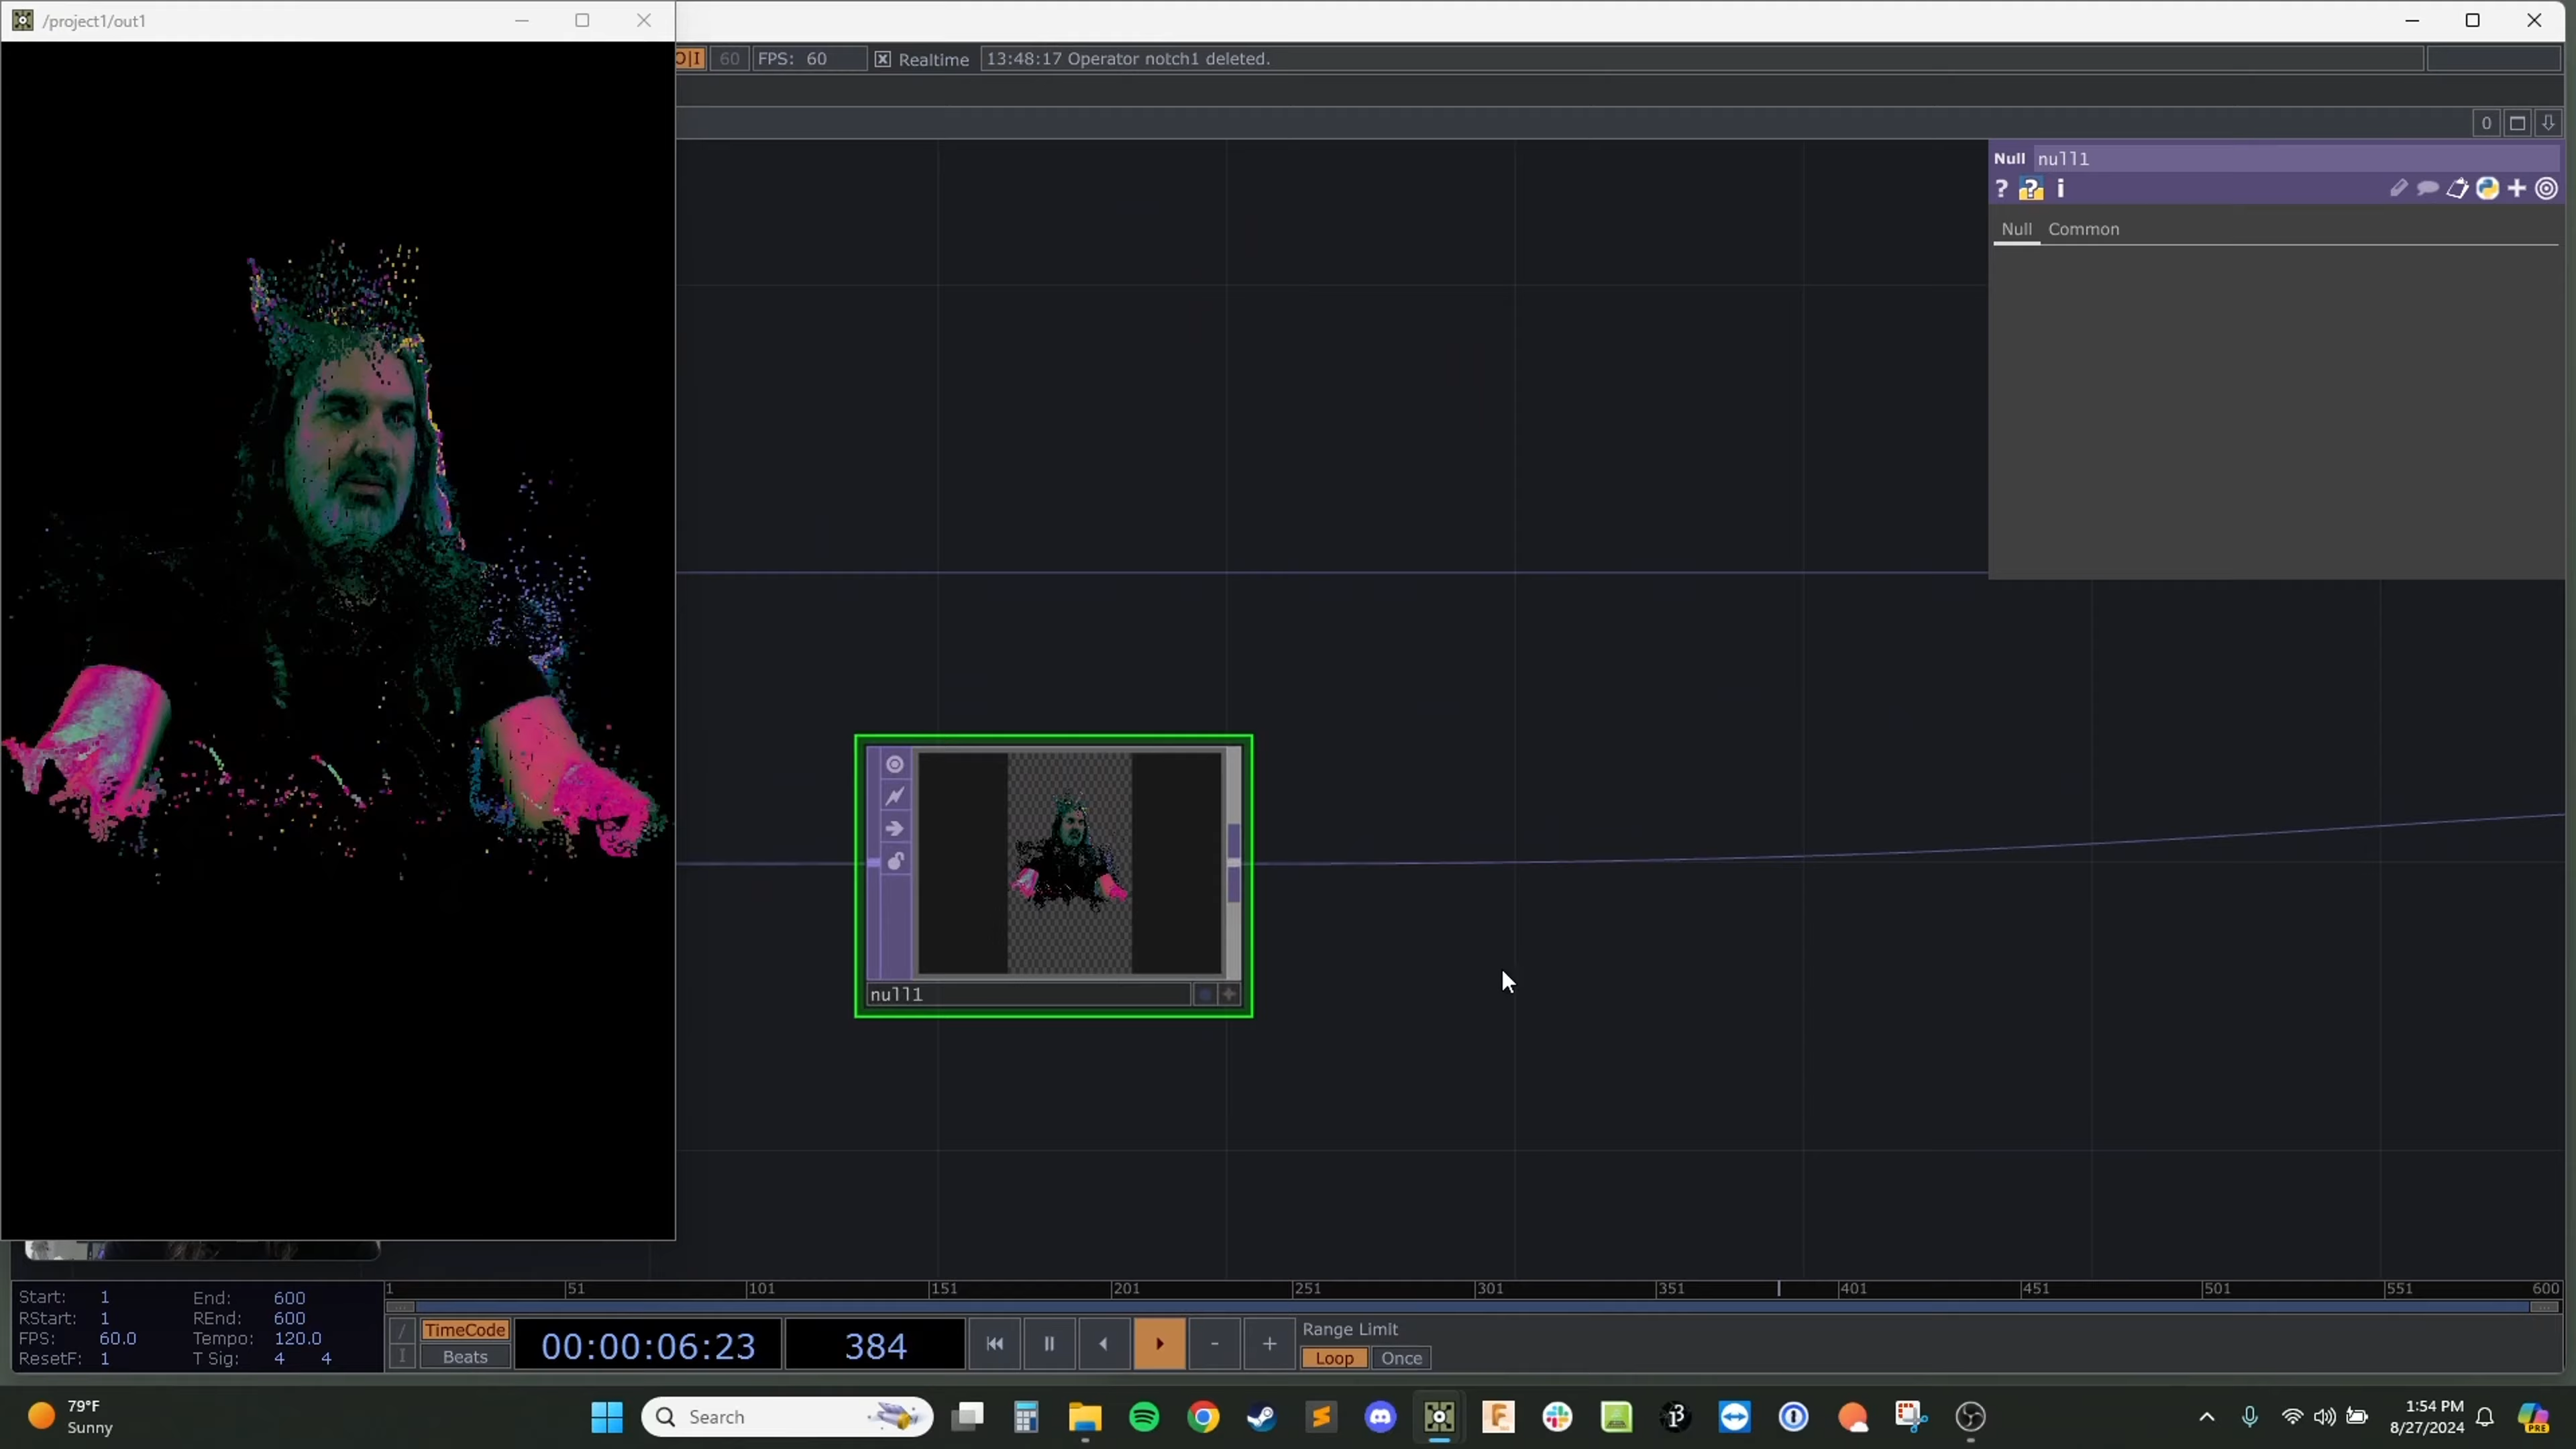 /project1/out1
O|I
60
FPS: 60
Realtime
13:48:17 Operator notch1 deleted.
0
Null
null1
? ? i
Null
Common
null1
1
51
101
151
201
251
301
351
401
451
501
551
600
Start: 1
End: 600
RStart: 1
REnd: 600
FPS: 60.0
Tempo: 120.0
ResetF: 1
T Sig: 4 4
/
I
TimeCode
Beats
00:00:06:23
384
-
+
Range Limit
Loop
Once
79°F
Sunny
Search
1:54 PM
8/27/2024
PRE